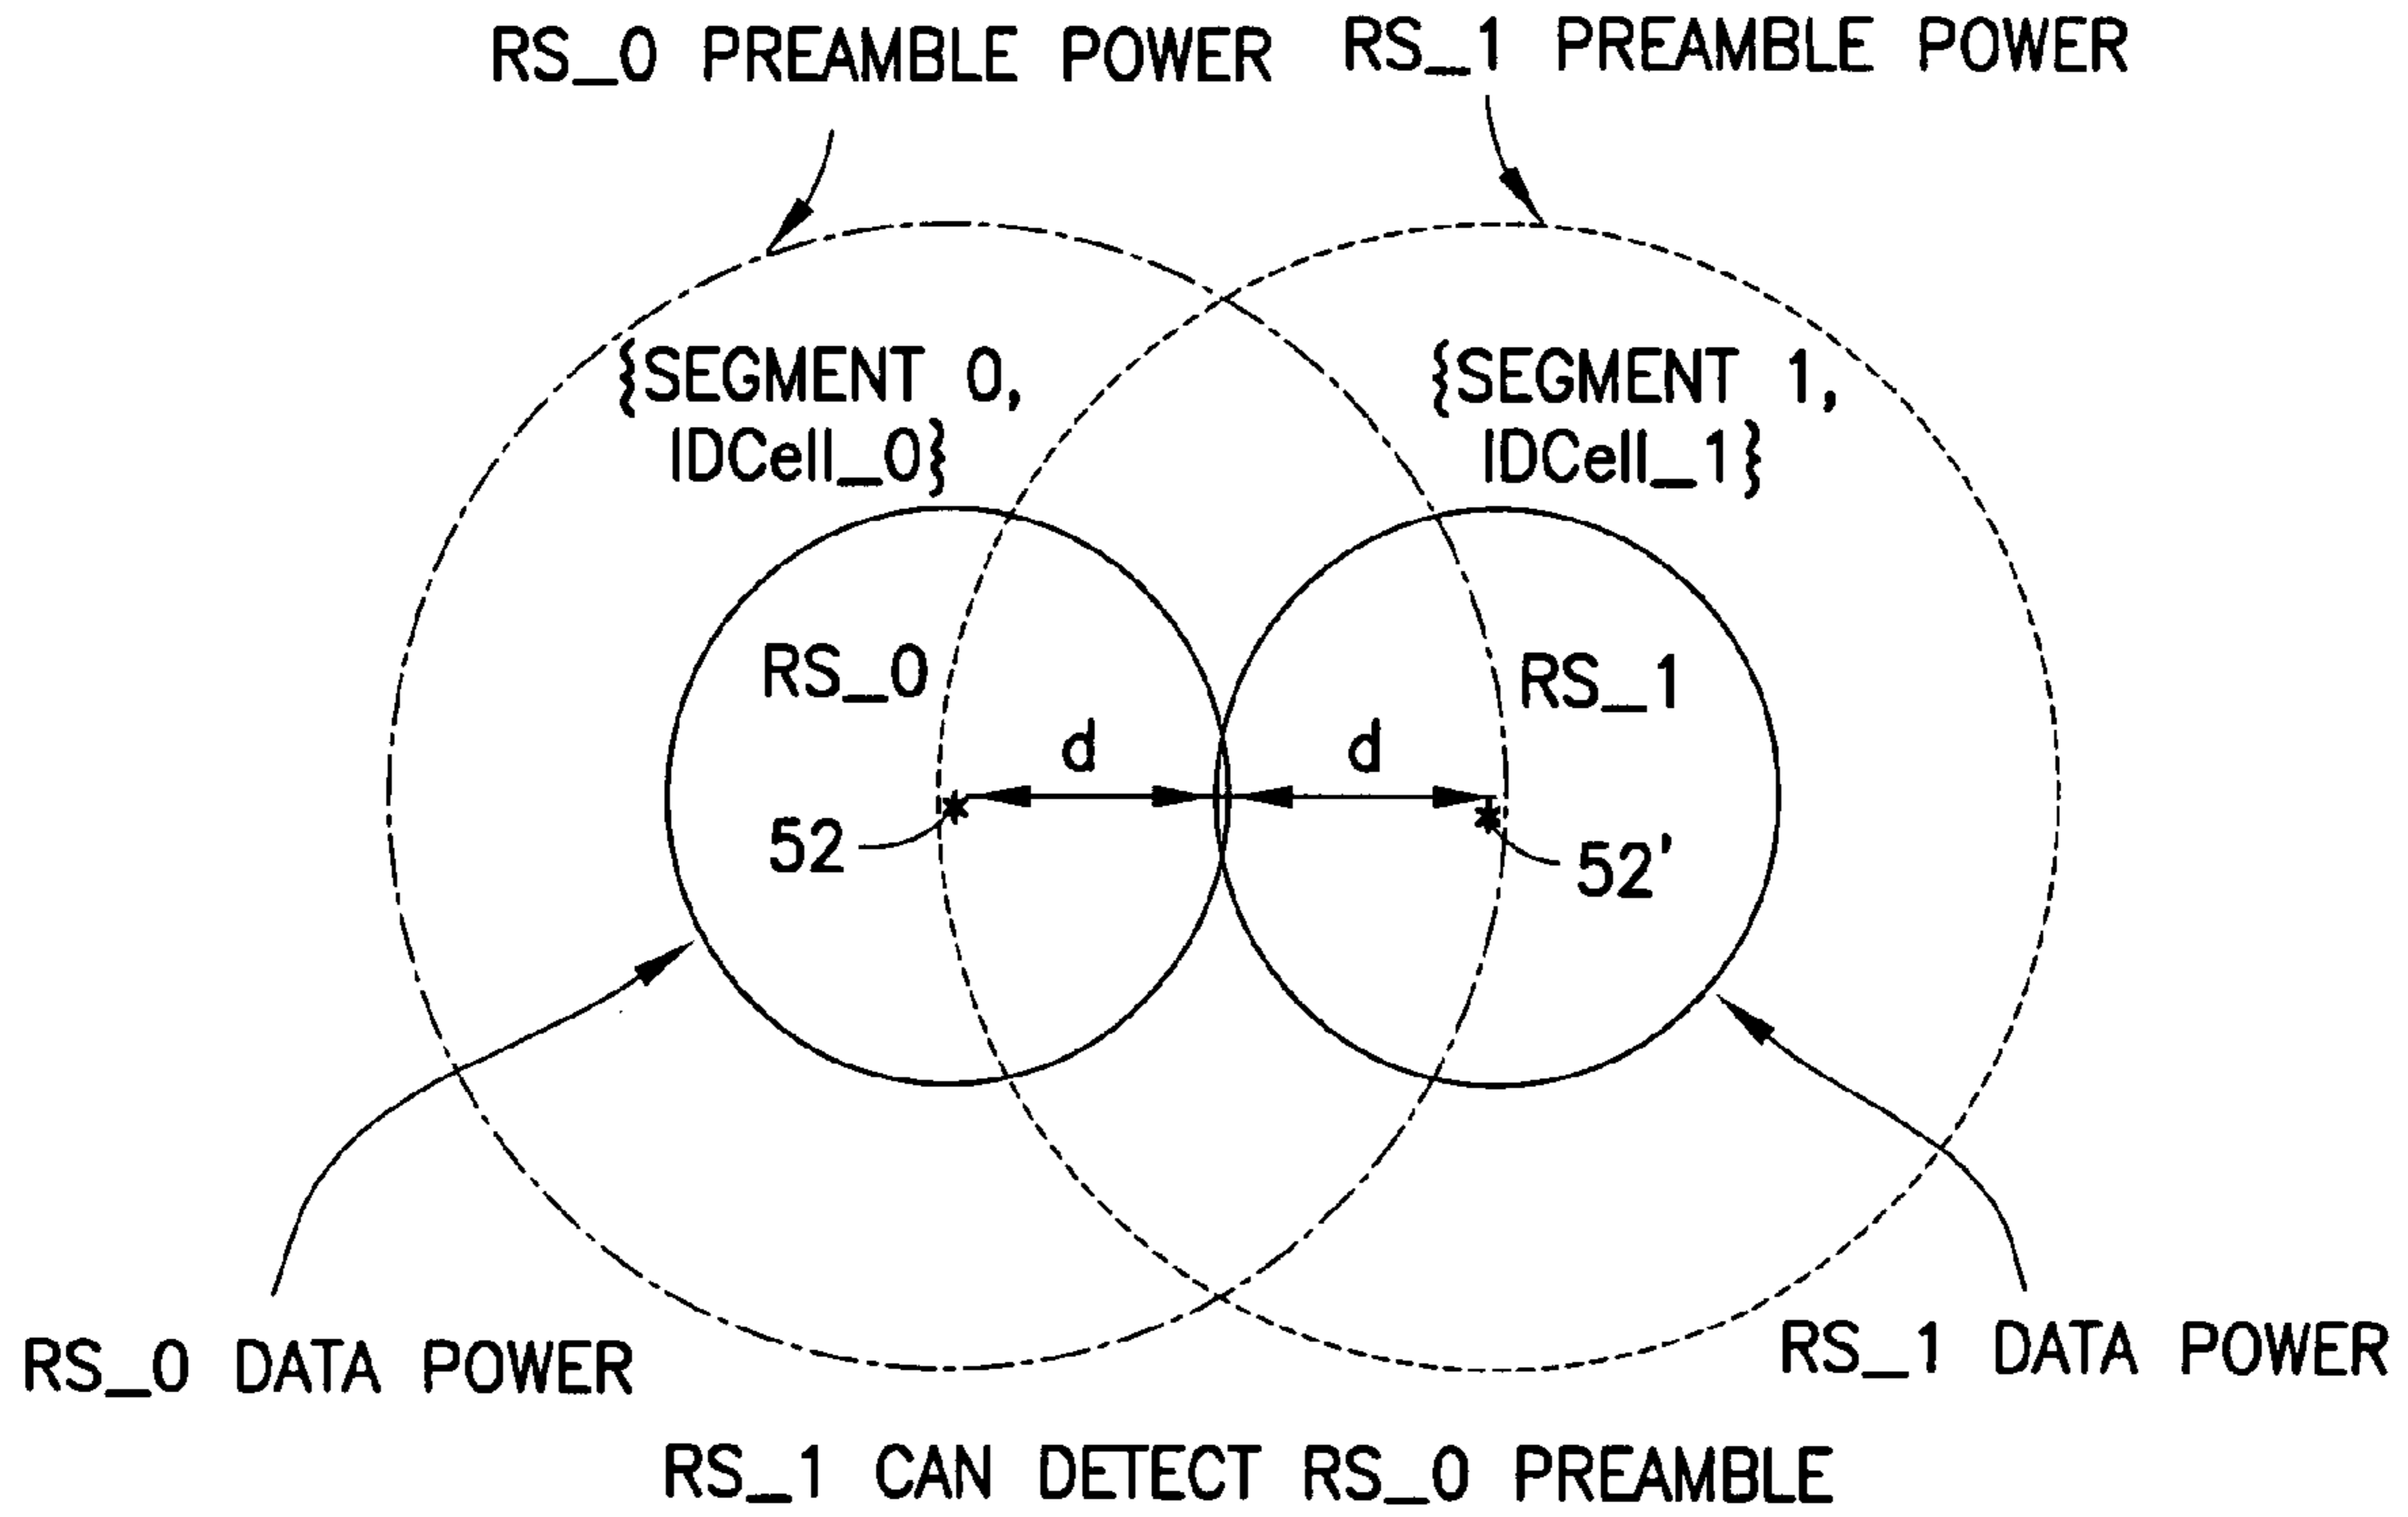 RS_0 PREAMBLE POWER
RS_1 PREAMBLE POWER
{SEGMENT 0,
IDCell_0}
{SEGMENT 1,
IDCell_1}
RS_0
RS_1
d
d
52
52'
RS_0 DATA POWER
RS_1 DATA POWER
RS_1 CAN DETECT RS_0 PREAMBLE